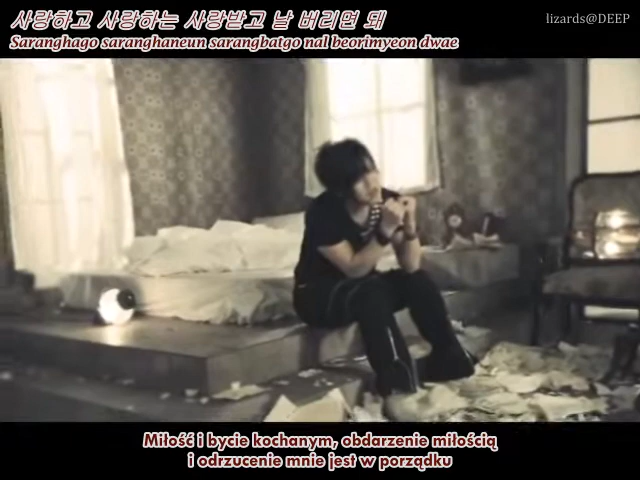 사랑하고 사랑하는 사랑받고 날 버리면 돼
lizards@DEEP
Saranghago saranghaneun sarangbatgo nal beorimyeon dwae
Miłość i bycie kochanym, obdarzenie miłością
i odrzucenie mnie jest w porządku